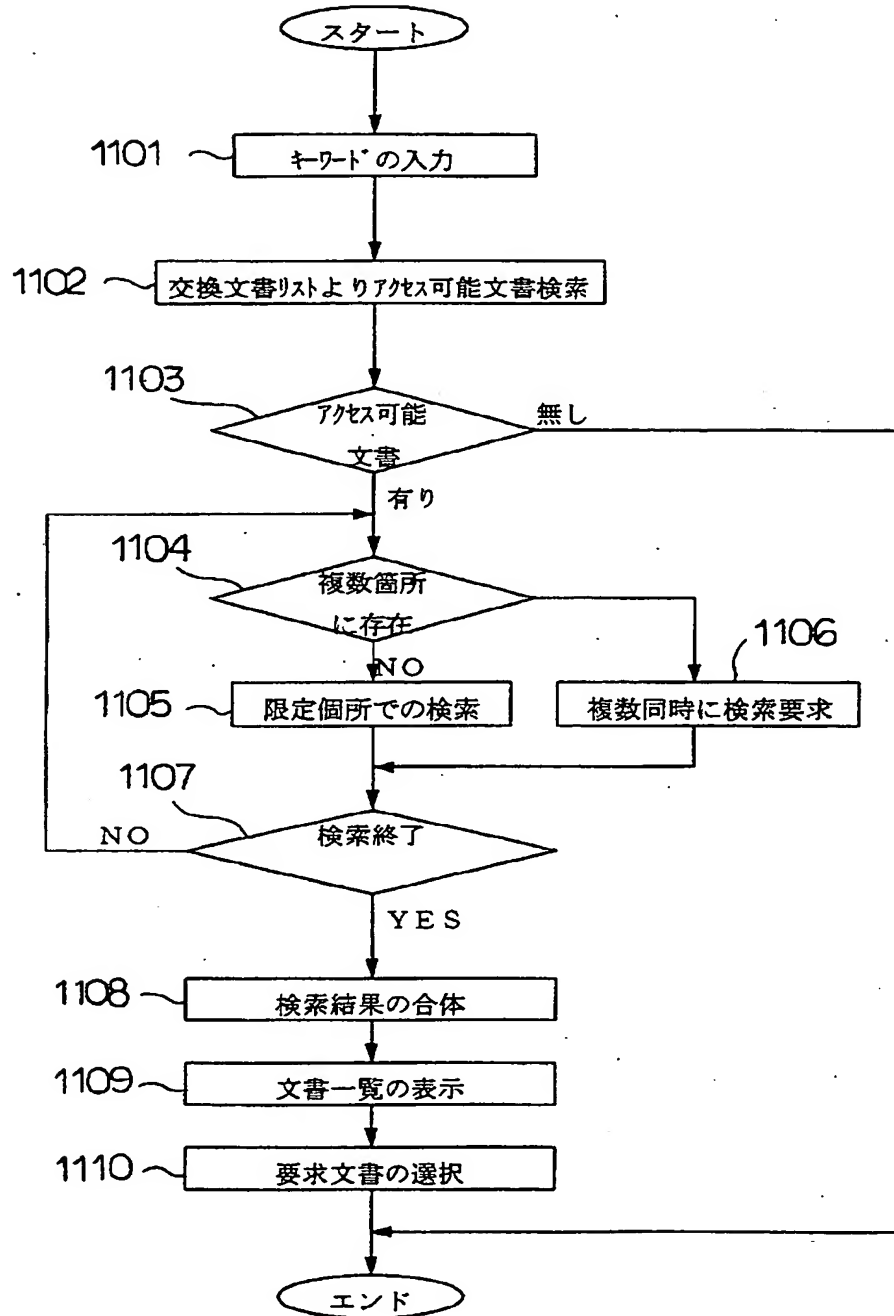 スタート
1101
キーワードの入力
1102
交換文書リストよりアクセス可能文書検索
1103
アクセス可能
文書
無し
有り
1104
複数箇所
に存在
NO
1106
1105
限定個所での検索
複数同時に検索要求
1107
検索終了
NO
YES
1108
検索結果の合体
1109
文書一覧の表示
1110
要求文書の選択
エンド